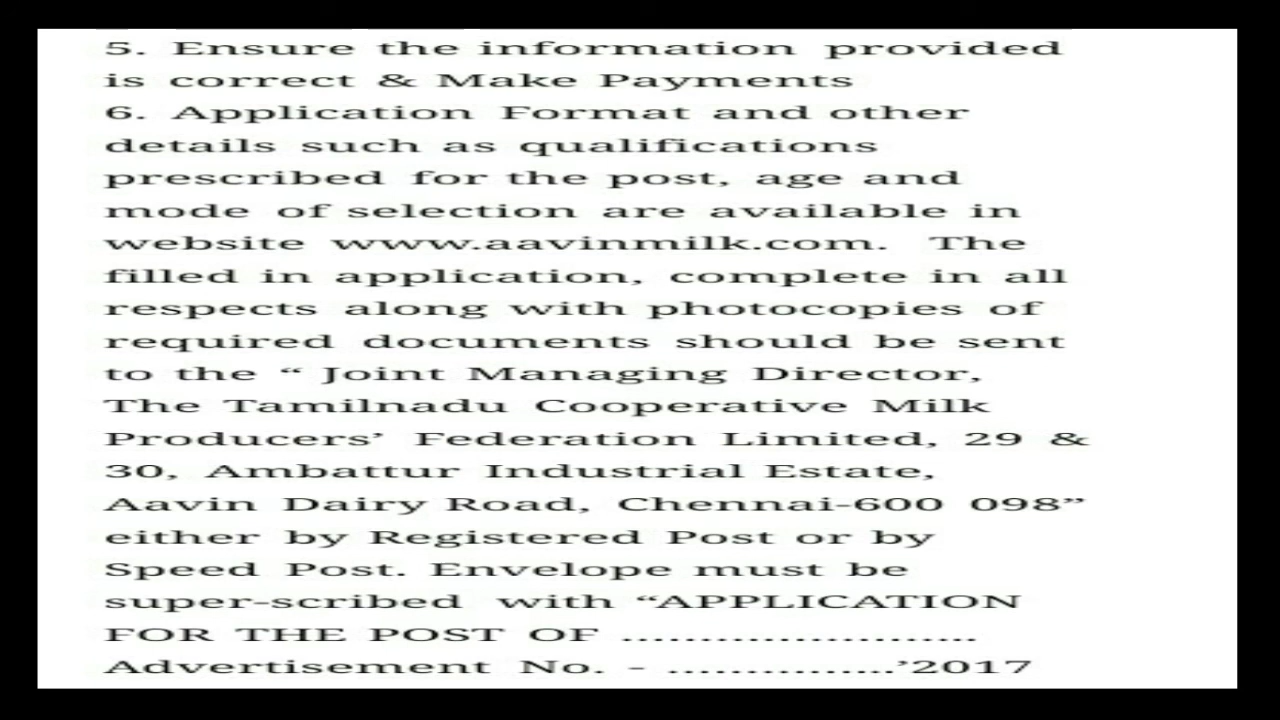 5. Ensure the information provided
is correct & Make Payments
6. Application Format and other
details such as qualifications
prescribed for the post, age and
mode of selection are available in
website www.aavinmilk.com. The
filled in application, complete in all
respects along with photocopies of
required documents should be sent
to the “ Joint Managing Director,
The Tamilnadu Cooperative Milk
Producers’ Federation Limited, 29 &
30, Ambattur Industrial Estate,
Aavin Dairy Road, Chennai-600 098”
either by Registered Post or by
Speed Post. Envelope must be
super-scribed with “APPLICATION
FOR THE POST OF .......................
Advertisement No. - ...............’2017